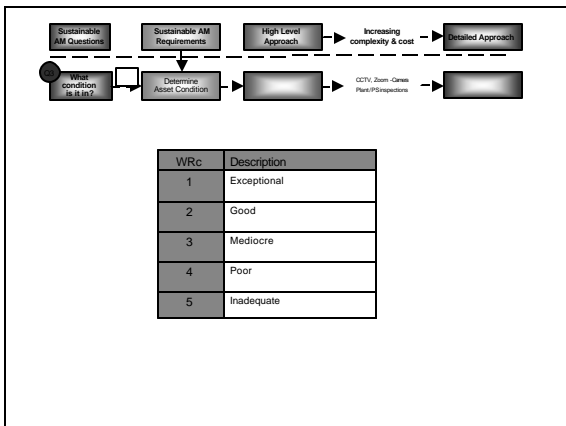 Sustainable
AM Questions
Sustainable AM
Requirements
High Level
Approach
Increasing
complexity & cost
Detailed Approach
Q3
What
condition
is it in?
Determine
Asset Condition
CCTV, Zoom -Cames
Plant/PS inspections
WRc Description
1 Exceptional
2 Good
3 Mediocre
4 Poor
5 Inadequate